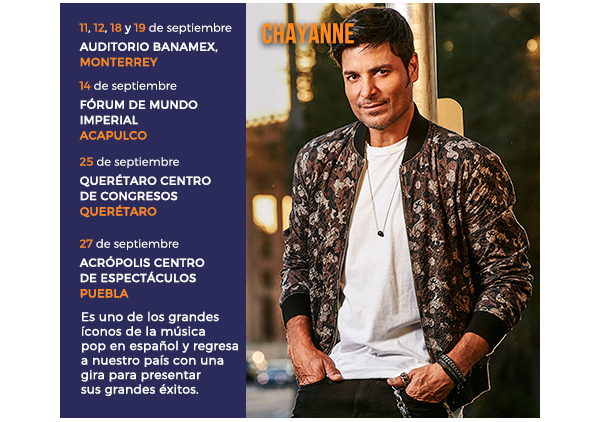 11, 12, 18 y 19 de septiembre
AUDITORIO BANAMEX,
MONTERREY
14 de septiembre
FÓRUM DE MUNDO
IMPERIAL
ACAPULCO
25 de septiembre
QUERÉTARO CENTRO
DE CONGRESOS
QUERÉTARO
27 de septiembre
ACRÓPOLIS CENTRO
DE ESPECTÁCULOS
PUEBLA
Es uno de los grandes
íconos de la música
pop en español y regresa
a nuestro país con una
gira para presentar
sus grandes éxitos.
CHAYANNE